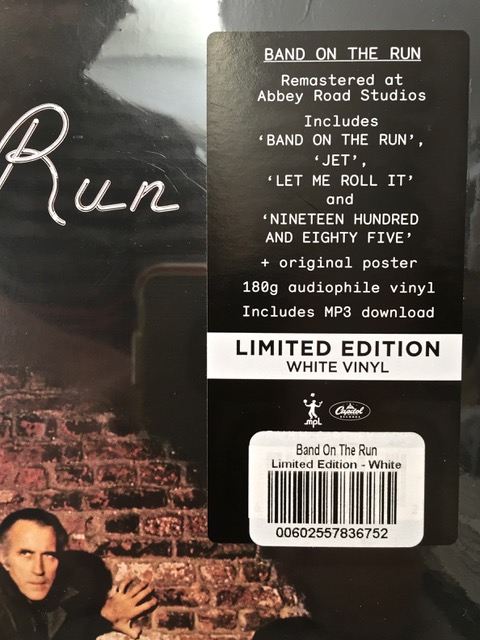 Run
BAND ON THE RUN
Remastered at
Abbey Road Studios
Includes
‘BAND ON THE RUN’,
‘JET’,
‘LET ME ROLL IT’
and
‘NINETEEN HUNDRED
AND EIGHTY FIVE’
+ original poster
180g audiophile vinyl
Includes MP3 download
LIMITED EDITION
WHITE VINYL
mpl
Capitol
RECORDS
Band On The Run
Limited Edition - White
00602557836752